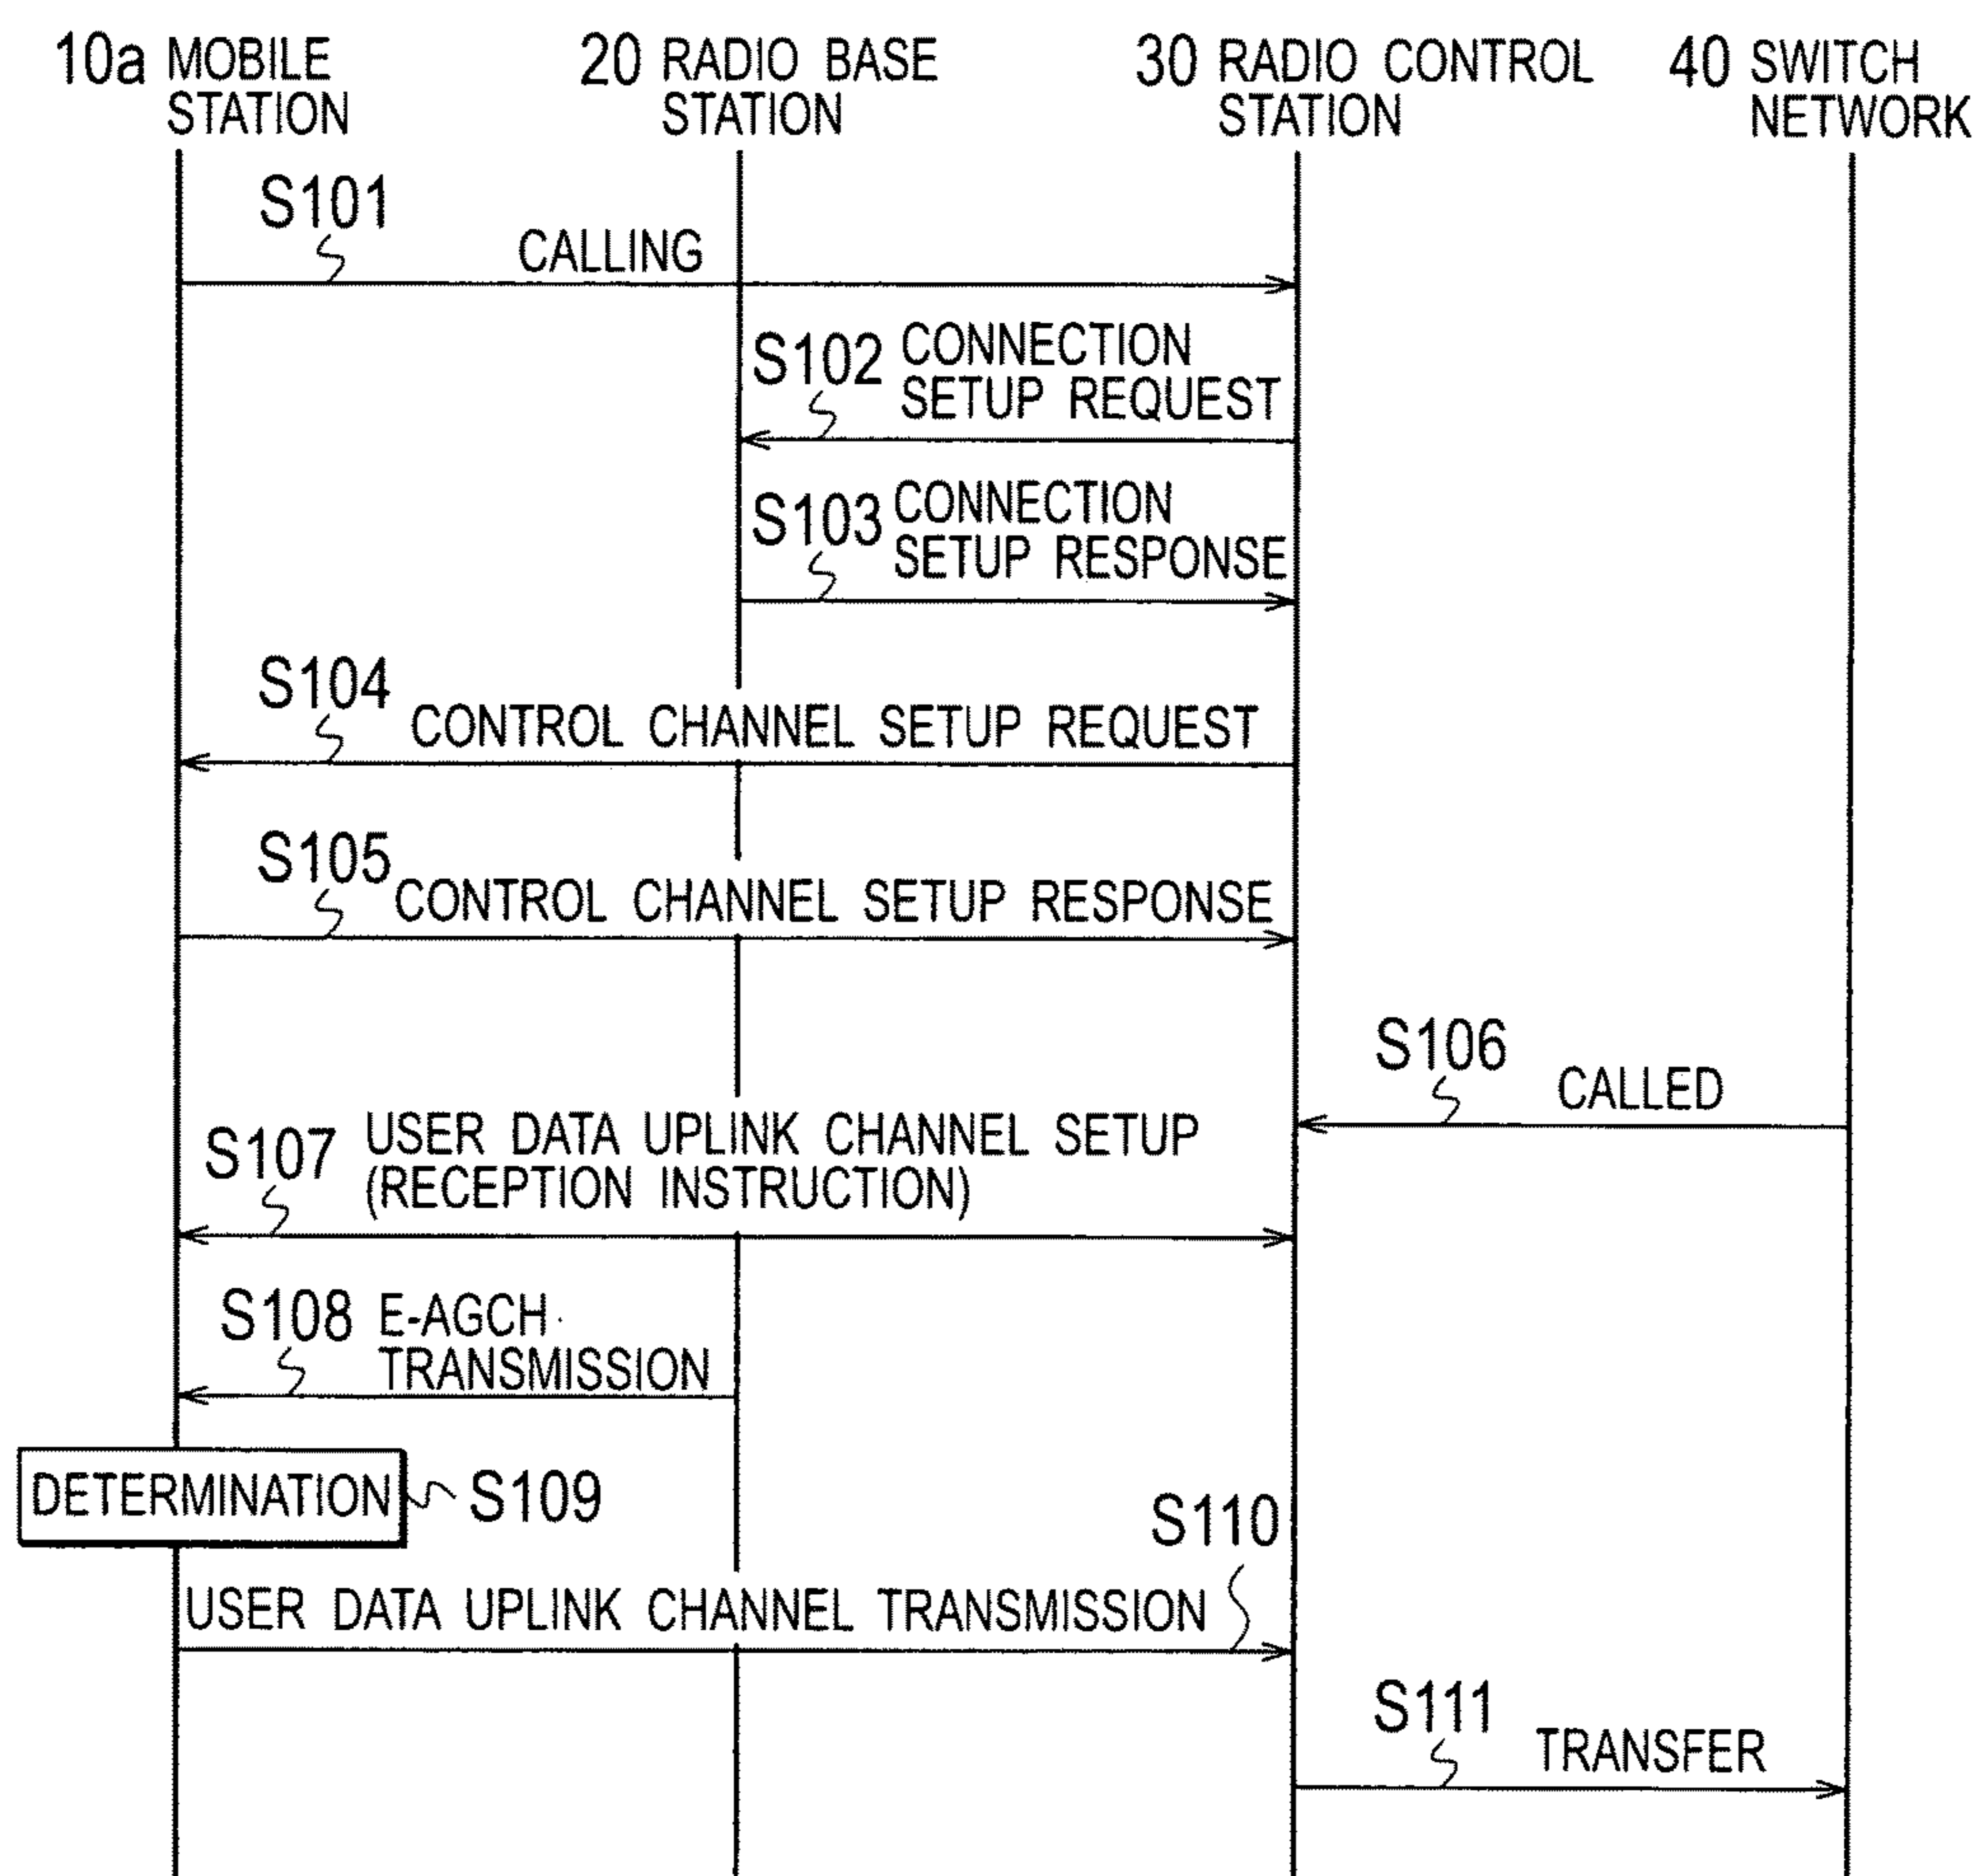 10a MOBILE STATION
20 RADIO BASE STATION
30 RADIO CONTROL STATION
40 SWITCH NETWORK
S101
CALLING
S102 CONNECTION
SETUP REQUEST
S103 CONNECTION
SETUP RESPONSE
S104
CONTROL CHANNEL SETUP REQUEST
S105
CONTROL CHANNEL SETUP RESPONSE
S106
CALLED
S107 USER DATA UPLINK CHANNEL SETUP
(RECEPTION INSTRUCTION)
S108 E-AGCH
TRANSMISSION
DETERMINATION S109
S110
USER DATA UPLINK CHANNEL TRANSMISSION
S111
TRANSFER